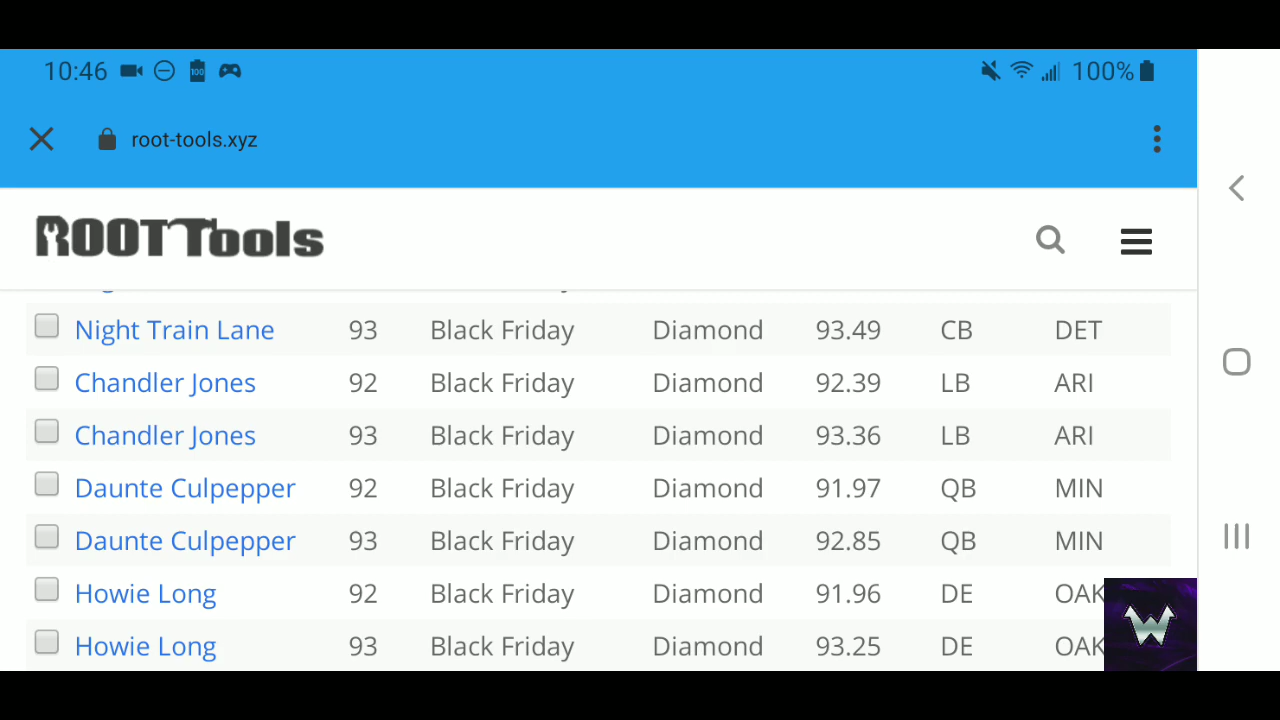 10:46 100 100%
root-tools.xyz
ROOT Tools
Night Train Lane 93 Black Friday Diamond 93.49 CB DET
Chandler Jones 92 Black Friday Diamond 92.39 LB ARI
Chandler Jones 93 Black Friday Diamond 93.36 LB ARI
Daunte Culpepper 92 Black Friday Diamond 91.97 QB MIN
Daunte Culpepper 93 Black Friday Diamond 92.85 QB MIN
Howie Long 92 Black Friday Diamond 91.96 DE OAK
Howie Long 93 Black Friday Diamond 93.25 DE OAK
W